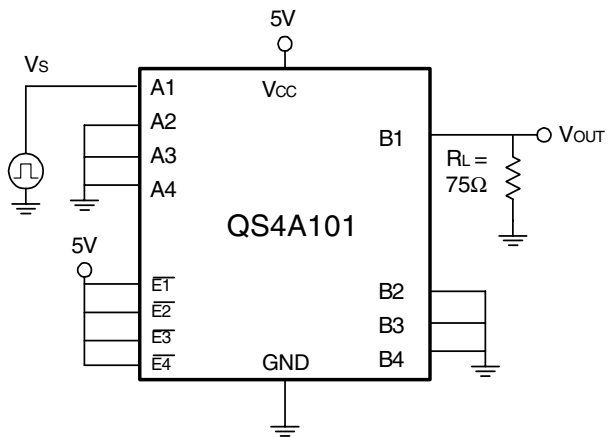 5V
VS
A1
VCC
A2
A3
A4
B1
VOUT
RL =
75Ω
QS4A101
5V
E1
E2
E3
E4
B2
B3
B4
GND